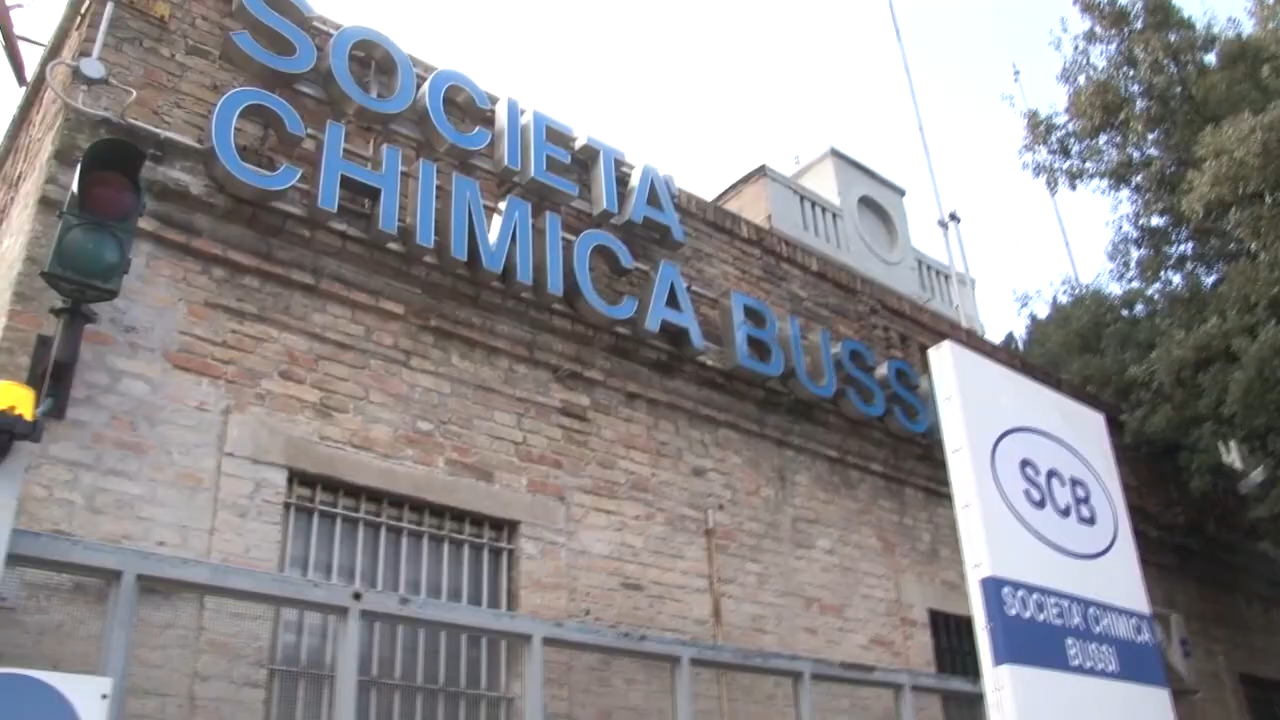 SOCIETA'
CHIMICA BUSS
SCB
SOCIETA' CHIMICA
BUSSI